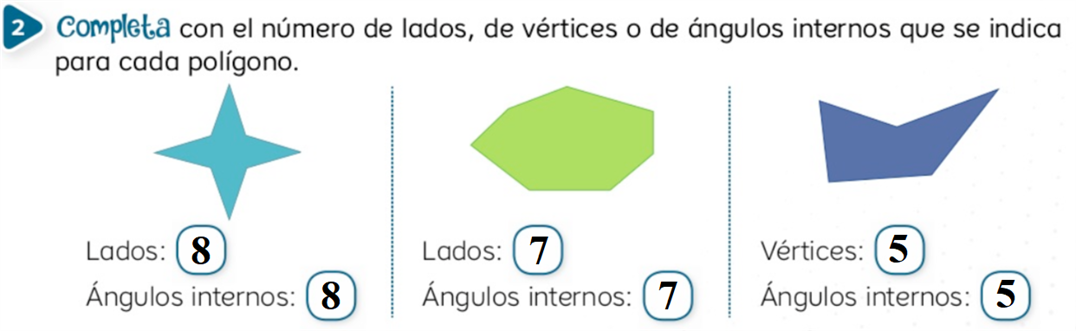 2 Completa con el número de lados, de vértices o de ángulos internos que se indica
para cada polígono.
Lados: 8
Ángulos internos: 8
Lados: 7
Ángulos internos: 7
Vértices: 5
Ángulos internos: 5